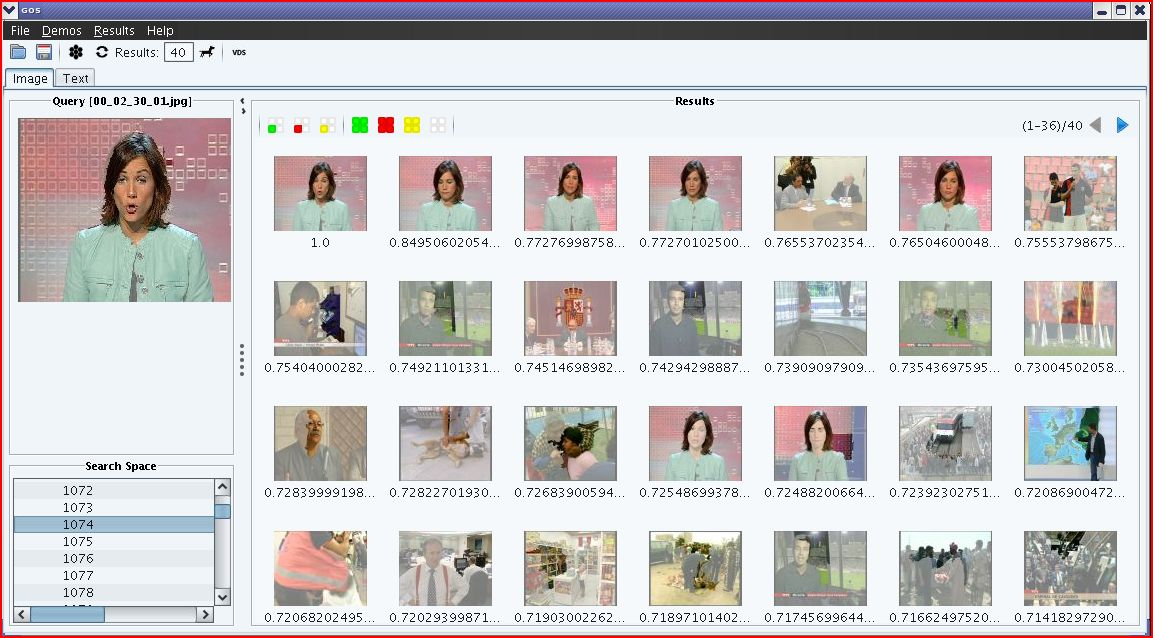 GOS
File Demos Results Help
Results: 40 VDS
Image Text
Query [00_02_30_01.jpg]
Results
(1-36)/40
1.0 0.84950602054... 0.77276998758... 0.77270102500... 0.76553702354... 0.76504600048... 0.75553798675...
0.75404000282... 0.74921101331... 0.74514698982... 0.74294298887... 0.73909097909... 0.73543697595... 0.73004502058...
0.72839999198... 0.72822701930... 0.72683900594... 0.72548699378... 0.72488200664... 0.72392302751... 0.72086900472...
0.72068202495... 0.72029399871... 0.71903002262... 0.71897101402... 0.71745699644... 0.71662497520... 0.71418297290...
Search Space
1072
1073
1074
1075
1076
1077
1078